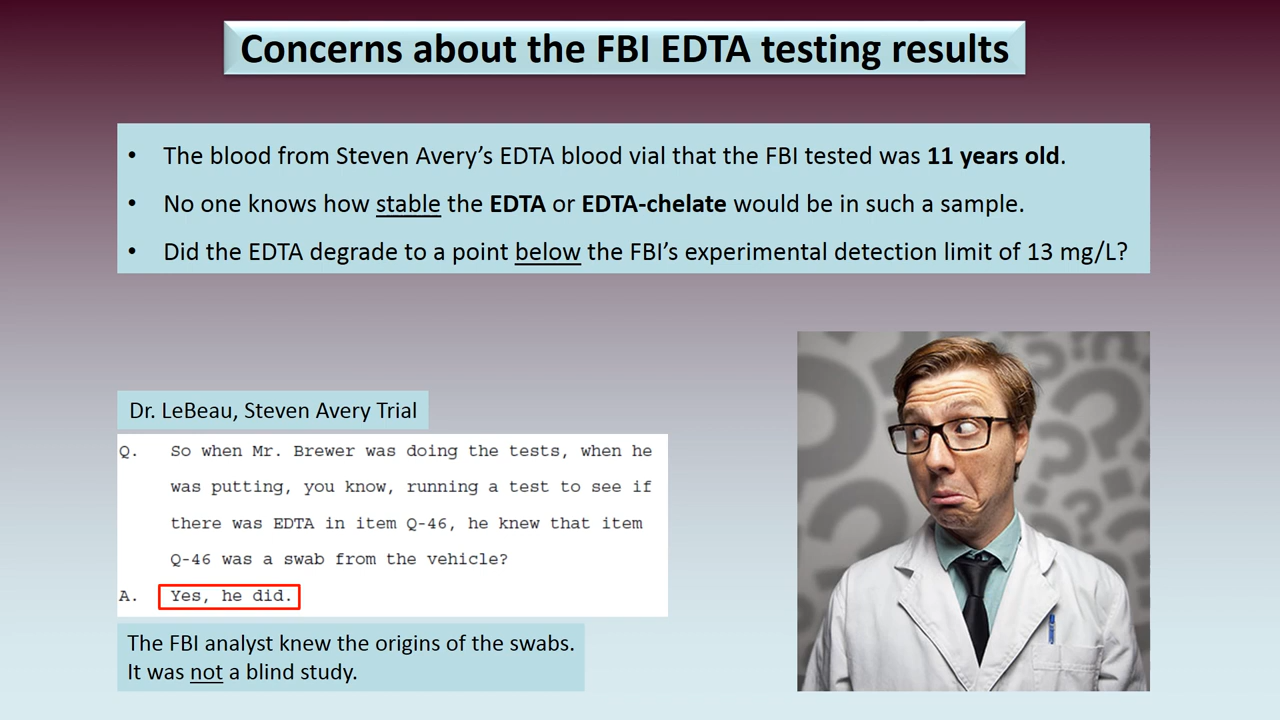 Concerns about the FBI EDTA testing results
• The blood from Steven Avery’s EDTA blood vial that the FBI tested was 11 years old.
• No one knows how stable the EDTA or EDTA-chelate would be in such a sample.
• Did the EDTA degrade to a point below the FBI’s experimental detection limit of 13 mg/L?
Dr. LeBeau, Steven Avery Trial
Q. So when Mr. Brewer was doing the tests, when he
was putting, you know, running a test to see if
there was EDTA in item Q-46, he knew that item
Q-46 was a swab from the vehicle?
A. Yes, he did.
The FBI analyst knew the origins of the swabs.
It was not a blind study.